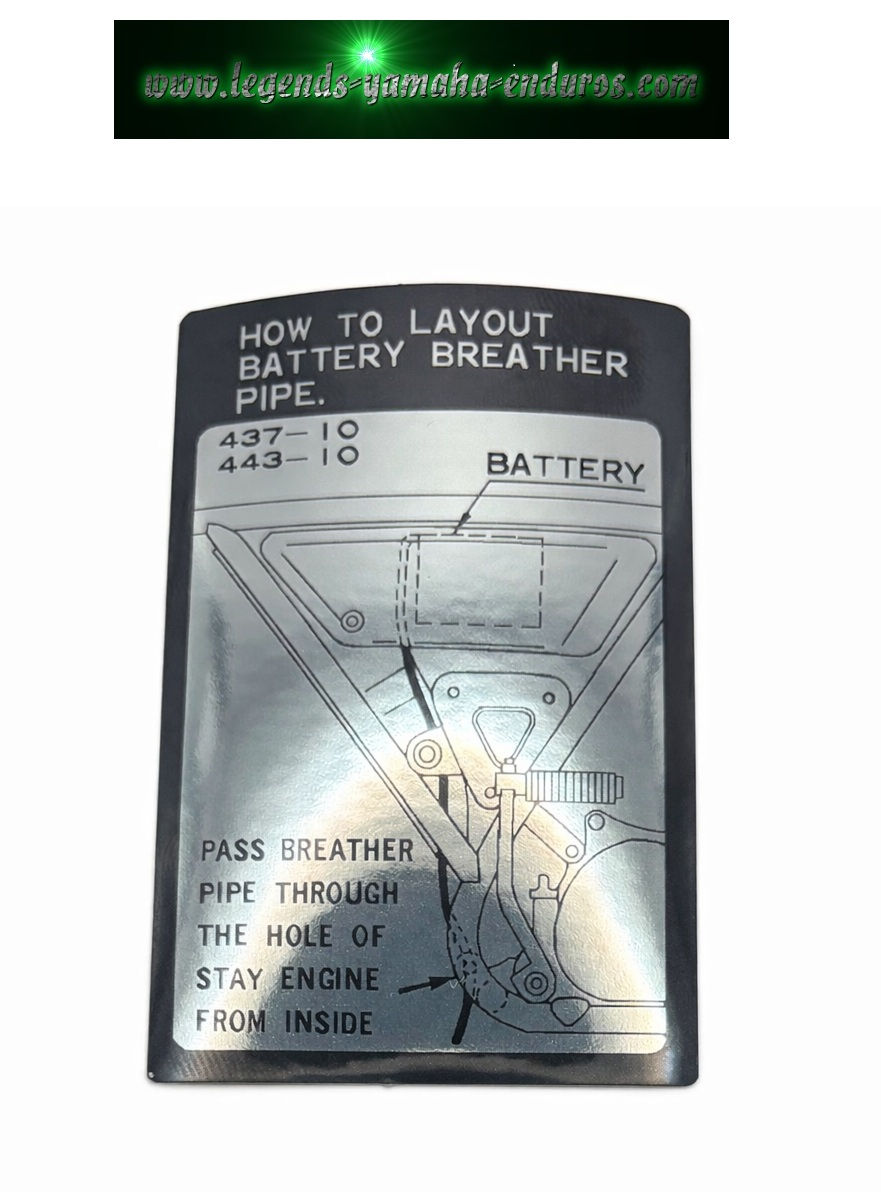 www.legends-yamaha-enduros.com
HOW TO LAYOUT
BATTERY BREATHER
PIPE.
437-10
443-10
BATTERY
PASS BREATHER
PIPE THROUGH
THE HOLE OF
STAY ENGINE
FROM INSIDE